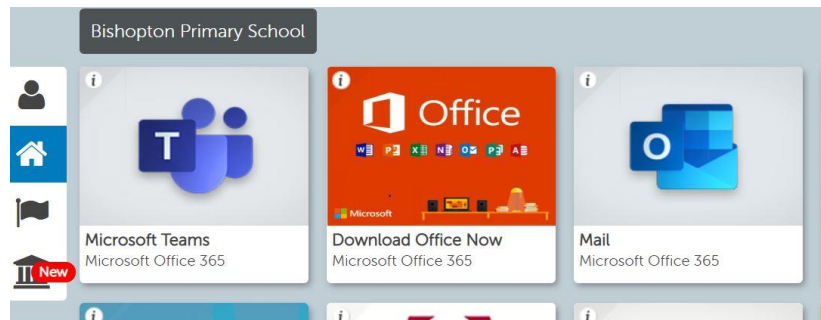 Bishopton Primary School
i
i
i
T
Office
W P X N O P A
O
Microsoft
Microsoft Teams
Download Office Now
Mail
Microsoft Office 365
Microsoft Office 365
Microsoft Office 365
New
i
i
i